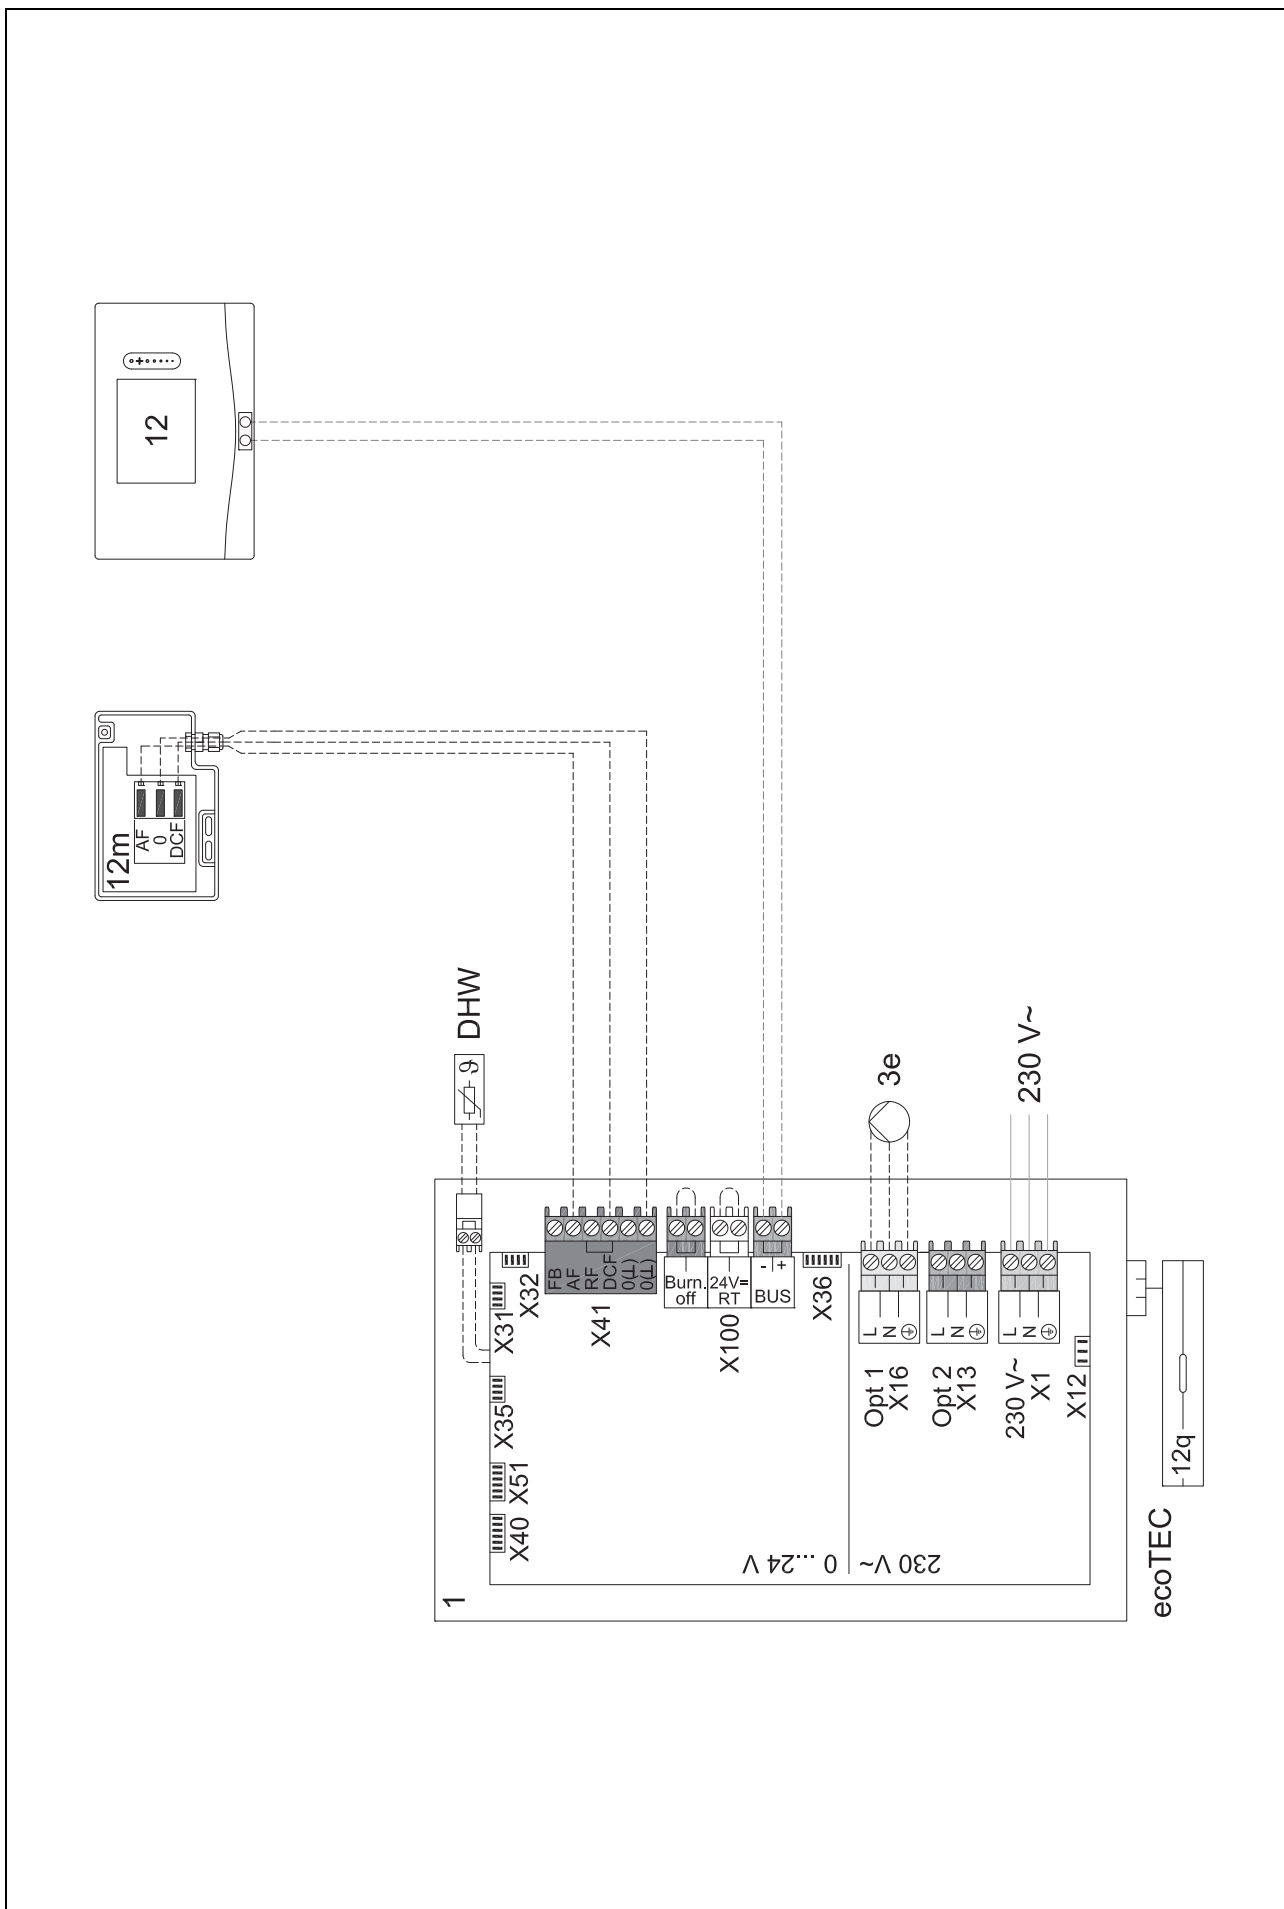 12
12m
AF
0
DCF
DHW
ϑ
3e
230 V~
X32
X31
X35
X51
X40
FB
AF
RF
DCF
0(⊥)
0(⊥)
X41
Burn.
off
24V=
RT
X100
- +
BUS
X36
L
N
Opt 1
X16
L
N
Opt 2
X13
L
N
230 V~
X1
X12
0 ...24 V
230 V~
1
12q
ecoTEC